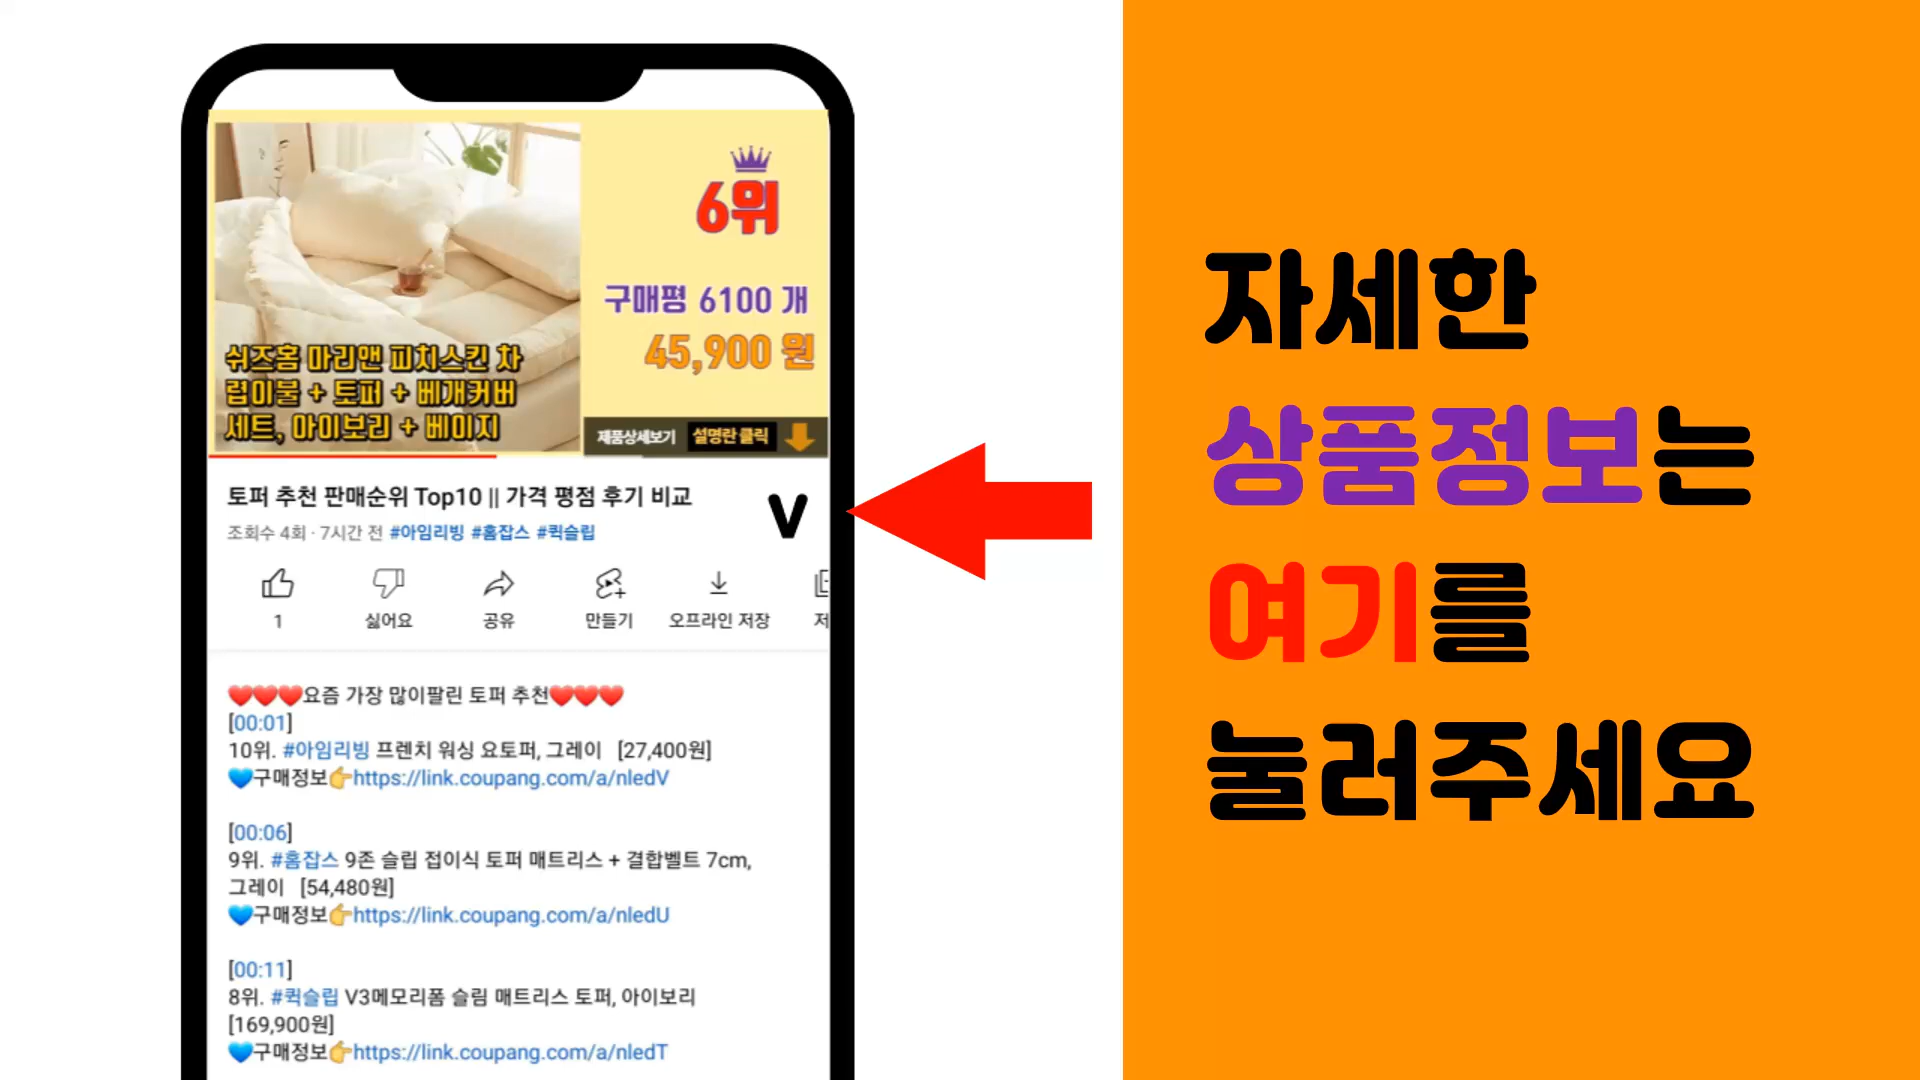 6위
구매평 6100 개
45,900 원
쉬즈홈 마리앤 피치스킨 차
렵이불 + 토퍼 + 베개커버
세트, 아이보리 + 베이지
제품상세보기 설명란 클릭
토퍼 추천 판매순위 Top10 || 가격 평점 후기 비교
V
조회수 4회 · 7시간 전 #아임리빙 #홈잡스 #퀵슬립
1 싫어요 공유 만들기 오프라인 저장 저
❤️❤️❤️요즘 가장 많이팔린 토퍼 추천❤️❤️❤️
[00:01]
10위. #아임리빙 프렌치 워싱 요토퍼, 그레이 [27,400원]
💙구매정보👉https://link.coupang.com/a/nledV
[00:06]
9위. #홈잡스 9존 슬립 접이식 토퍼 매트리스 + 결합벨트 7cm,
그레이 [54,480원]
💙구매정보👉https://link.coupang.com/a/nledU
[00:11]
8위. #퀵슬립 V3메모리폼 슬림 매트리스 토퍼, 아이보리
[169,900원]
💙구매정보👉https://link.coupang.com/a/nledT
자세한
상품정보는
여기를
눌러주세요